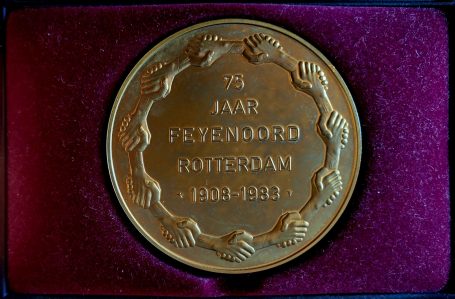 75
JAAR
FEYENOORD
ROTTERDAM
· 1908-1983 ·